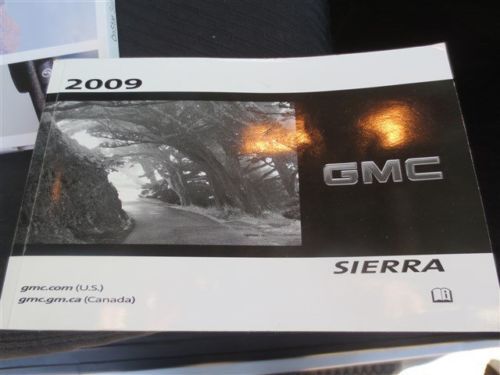 2009
GMC
SIERRA
gmc.com (U.S.)
gmc.gm.ca (Canada)